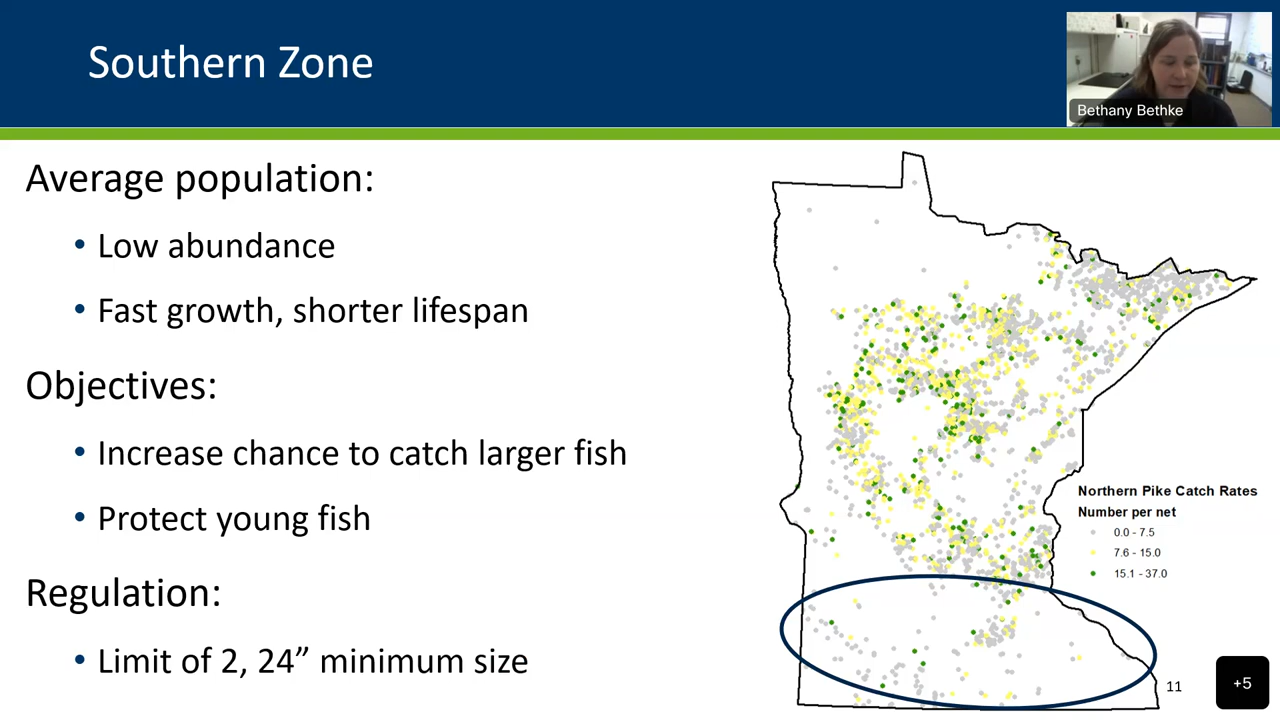 Southern Zone
Bethany Bethke
Average population:
• Low abundance
• Fast growth, shorter lifespan
Objectives:
• Increase chance to catch larger fish
• Protect young fish
Regulation:
• Limit of 2, 24” minimum size
Northern Pike Catch Rates
Number per net
0.0 - 7.5
7.6 - 15.0
15.1 - 37.0
11
+5